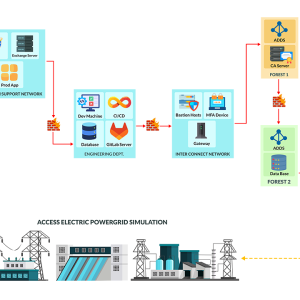 ADDS
CA Server
FOREST 1
Exchange Server
Prod App
SUPPORT NETWORK
Dev Machine
CI/CD
Database
GitLab Server
ENGINEERING DEPT.
Bastion Hosts
MFA Device
Gateway
INTER CONNECT NETWORK
ADDS
Data Base
FOREST 2
ACCESS ELECTRIC POWERGRID SIMULATION